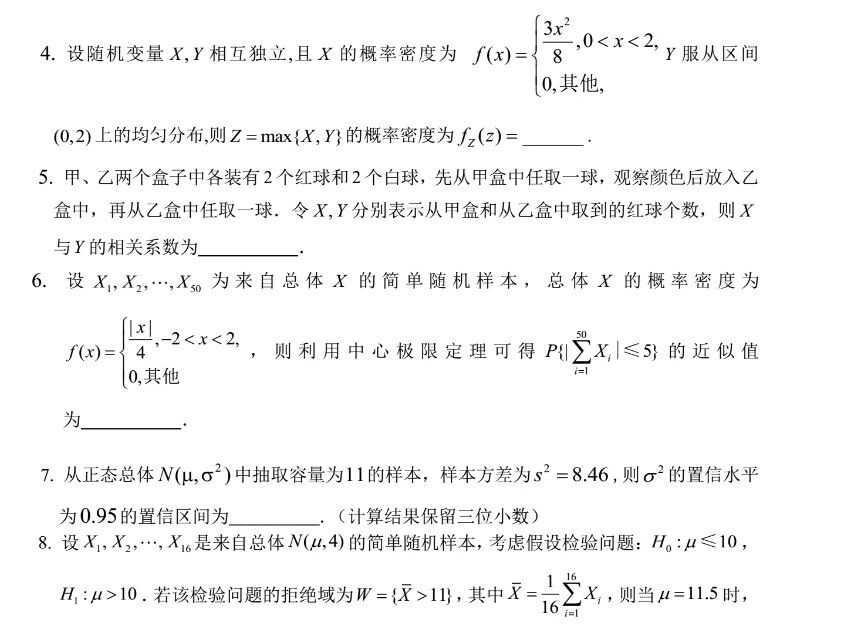 4. 设随机变量 X,Y 相互独立,且 X 的概率密度为 f(x)={3x²/8, 0<x<2, 0,其他, Y 服从区间
(0,2) 上的均匀分布,则 Z=max{X,Y} 的概率密度为 f_Z(z)= ______ .
5. 甲、乙两个盒子中各装有 2 个红球和 2 个白球，先从甲盒中任取一球，观察颜色后放入乙
盒中，再从乙盒中任取一球．令 X,Y 分别表示从甲盒和从乙盒中取到的红球个数，则 X
与 Y 的相关系数为__________．
6. 设 X₁,X₂,⋯,X₅₀ 为来自总体 X 的简单随机样本，总体 X 的概率密度为
f(x)={|x|/4, -2<x<2, 0,其他 ，则利用中心极限定理可得 P{|∑_{i=1}^{50} X_i|≤5} 的近似值
为__________．
7. 从正态总体 N(μ,σ²) 中抽取容量为11的样本，样本方差为 s²=8.46 , 则 σ² 的置信水平
为 0.95 的置信区间为__________．（计算结果保留三位小数）
8. 设 X₁,X₂,⋯,X₁₆ 是来自总体 N(μ,4) 的简单随机样本，考虑假设检验问题：H₀:μ≤10，
H₁:μ>10．若该检验问题的拒绝域为 W={X̄>11}，其中 X̄=1/16 ∑_{i=1}^{16} X_i，则当 μ=11.5 时，